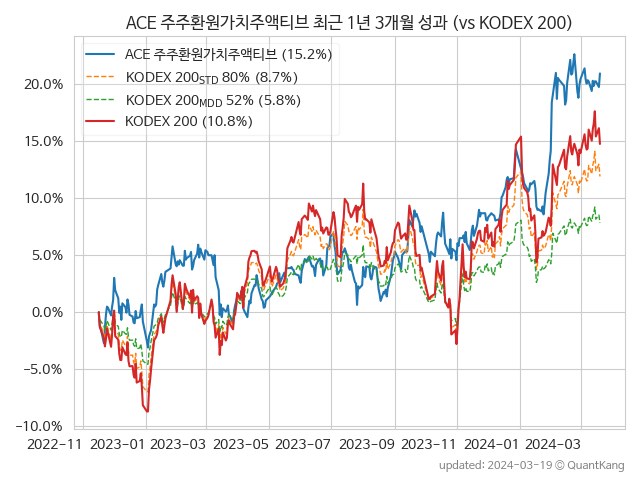 ACE 주주환원가치주액티브 최근 1년 3개월 성과 (vs KODEX 200)
ACE 주주환원가치주액티브 (15.2%)
KODEX 200STD 80% (8.7%)
KODEX 200MDD 52% (5.8%)
KODEX 200 (10.8%)
20.0%
15.0%
10.0%
5.0%
0.0%
−5.0%
−10.0%
2022-11 2023-01 2023-03 2023-05 2023-07 2023-09 2023-11 2024-01 2024-03
updated: 2024-03-19 © QuantKang